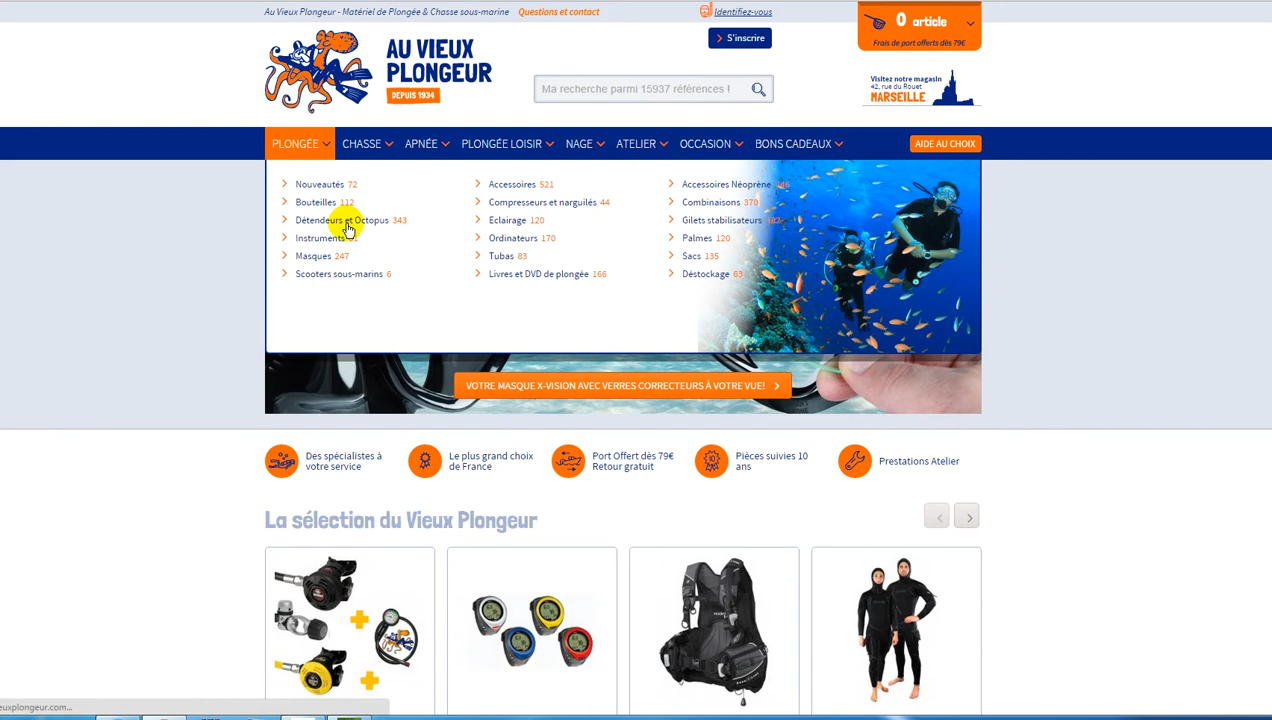 Au Vieux Plongeur - Matériel de Plongée & Chasse sous-marine Questions et contact Identifiez-vous
0 article
Frais de port offerts dès 79€
S'inscrire
AU VIEUX
PLONGEUR
DEPUIS 1934
Ma recherche parmi 15937 références !
Visitez notre magasin
42, rue du Rouet
MARSEILLE
PLONGÉE CHASSE APNÉE PLONGÉE LOISIR NAGE ATELIER OCCASION BONS CADEAUX AIDE AU CHOIX
Nouveautés 72 Accessoires 521 Accessoires Néoprène
Bouteilles 112 Compresseurs et narguilés 44 Combinaisons 370
Détendeurs et Octopus 343 Eclairage 120 Gilets stabilisateurs
Instruments Ordinateurs 170 Palmes 120
Masques 247 Tubas 83 Sacs 135
Scooters sous-marins 6 Livres et DVD de plongée 166 Déstockage 63
VOTRE MASQUE X-VISION AVEC VERRES CORRECTEURS À VOTRE VUE!
Des spécialistes à
votre service
Le plus grand choix
de France
Port Offert dès 79€
Retour gratuit
Pièces suivies 10
ans
Prestations Atelier
La sélection du Vieux Plongeur
euxplongeur.com...